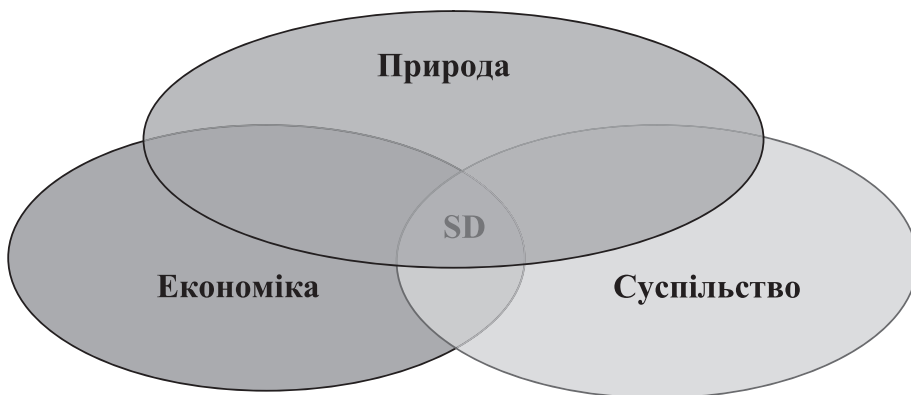 Природа
SD
Економіка
Суспільство